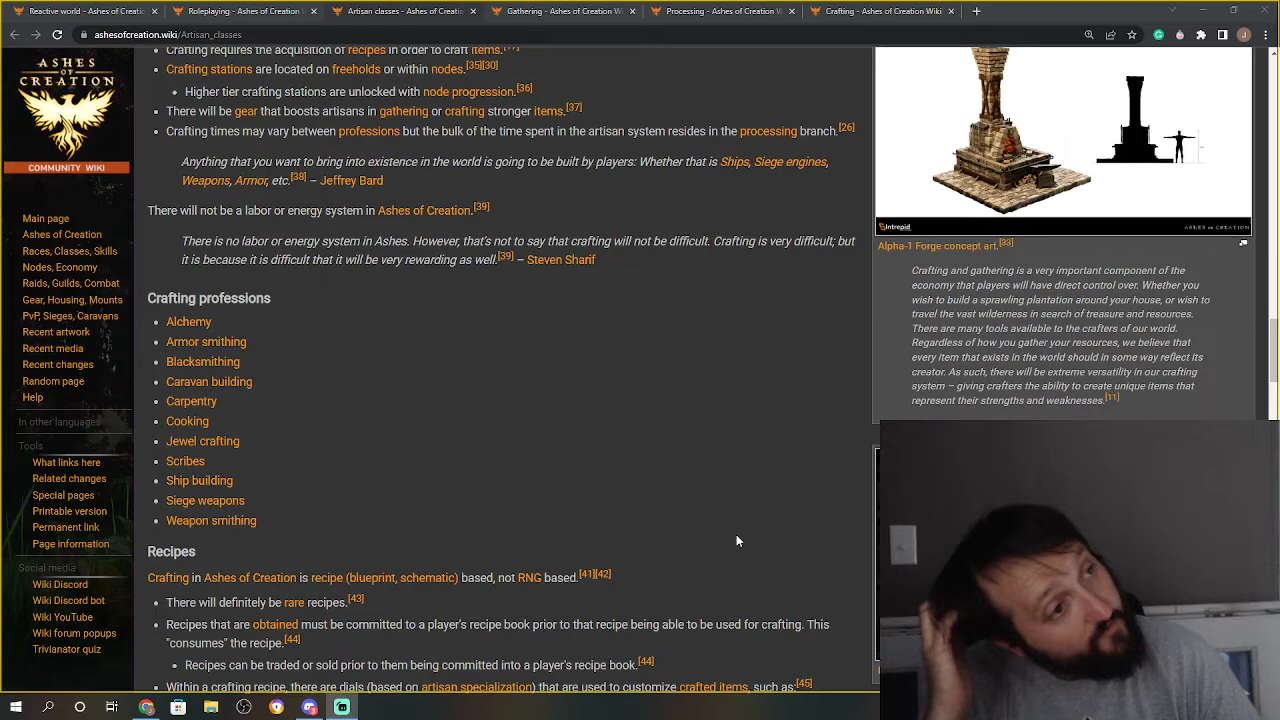 Reactive world -
Roleplaying -
Artisan classes -
Gathering - Ashes of Creation W
Processing - Ashes of Creation W
Crafting - Ashes of Creation Wiki
ashesofcreation.wiki/Artisan_classes
ASHES
OF
CREATION
COMMUNITY WIKI
Main page
Ashes of Creation
Races, Classes, Skills
Nodes, Economy
Raids, Guilds, Combat
Gear, Housing, Mounts
PvP, Sieges, Caravans
Recent artwork
Recent media
Recent changes
Random page
Help
In other languages
Tools
What links here
Related changes
Special pages
Printable version
Permanent link
Page information
Social media
Wiki Discord
Wiki Discord bot
Wiki YouTube
Wiki forum popups
Trivianator quiz
Crafting requires the acquisition of recipes in order to craft items.
Crafting stations are located on freeholds or within nodes.[35][30]
Higher tier crafting stations are unlocked with node progression.[36]
There will be gear that boosts artisans in gathering or crafting stronger items.[37]
Crafting times may vary between professions but the bulk of the time spent in the artisan system resides in the processing branch.[26]
Anything that you want to bring into existence in the world is going to be built by players: Whether that is Ships, Siege engines,
Weapons, Armor, etc.[38] – Jeffrey Bard
There will not be a labor or energy system in Ashes of Creation.[39]
There is no labor or energy system in Ashes. However, that's not to say that crafting will not be difficult. Crafting is very difficult; but
it is because it is difficult that it will be very rewarding as well.[39] – Steven Sharif
Crafting professions
Alchemy
Armor smithing
Blacksmithing
Caravan building
Carpentry
Cooking
Jewel crafting
Scribes
Ship building
Siege weapons
Weapon smithing
Recipes
Crafting in Ashes of Creation is recipe (blueprint, schematic) based, not RNG based.[41][42]
There will definitely be rare recipes.[43]
Recipes that are obtained must be committed to a player's recipe book prior to that recipe being able to be used for crafting. This
"consumes" the recipe.[44]
Recipes can be traded or sold prior to them being committed into a player's recipe book.[44]
Within a crafting recipe, there are dials (based on artisan specialization) that are used to customize crafted items, such as:[45]
Intrepid
ASHES OF CREATION
Alpha-1 Forge concept art.[33]
Crafting and gathering is a very important component of the
economy that players will have direct control over. Whether you
wish to build a sprawling plantation around your house, or wish to
travel the vast wilderness in search of treasure and resources.
There are many tools available to the crafters of our world.
Regardless of how you gather your resources, we believe that
every item that exists in the world should in some way reflect its
creator. As such, there will be extreme versatility in our crafting
system – giving crafters the ability to create unique items that
represent their strengths and weaknesses.[11]